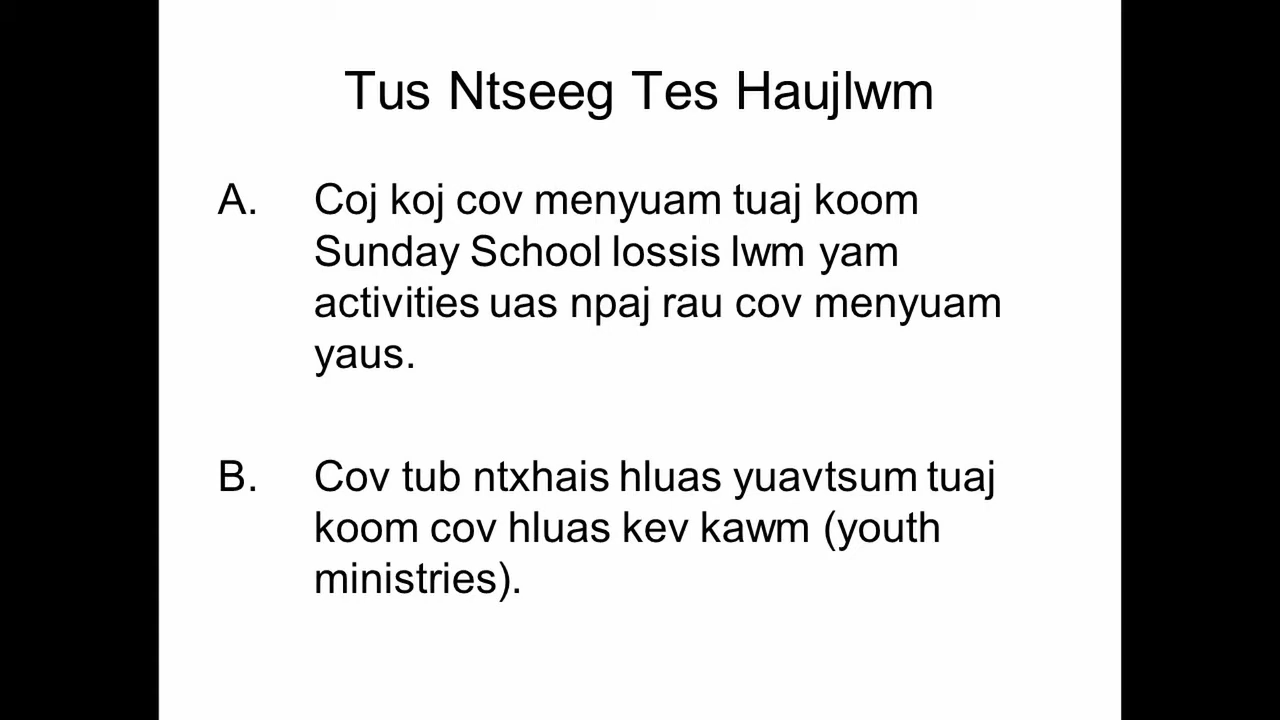 Tus Ntseeg Tes Haujlwm
A. Coj koj cov menyuam tuaj koom
Sunday School lossis lwm yam
activities uas npaj rau cov menyuam
yaus.
B. Cov tub ntxhais hluas yuavtsum tuaj
koom cov hluas kev kawm (youth
ministries).